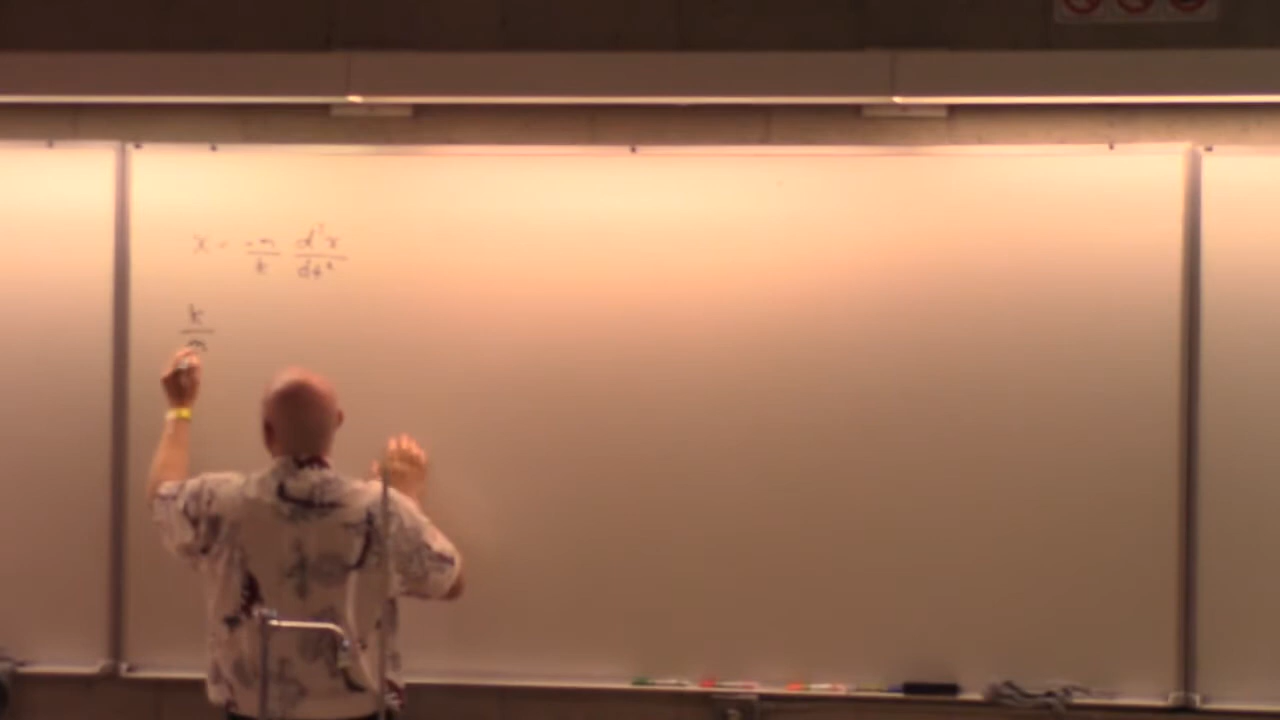 x = -m/k d²x/dt²
k/m